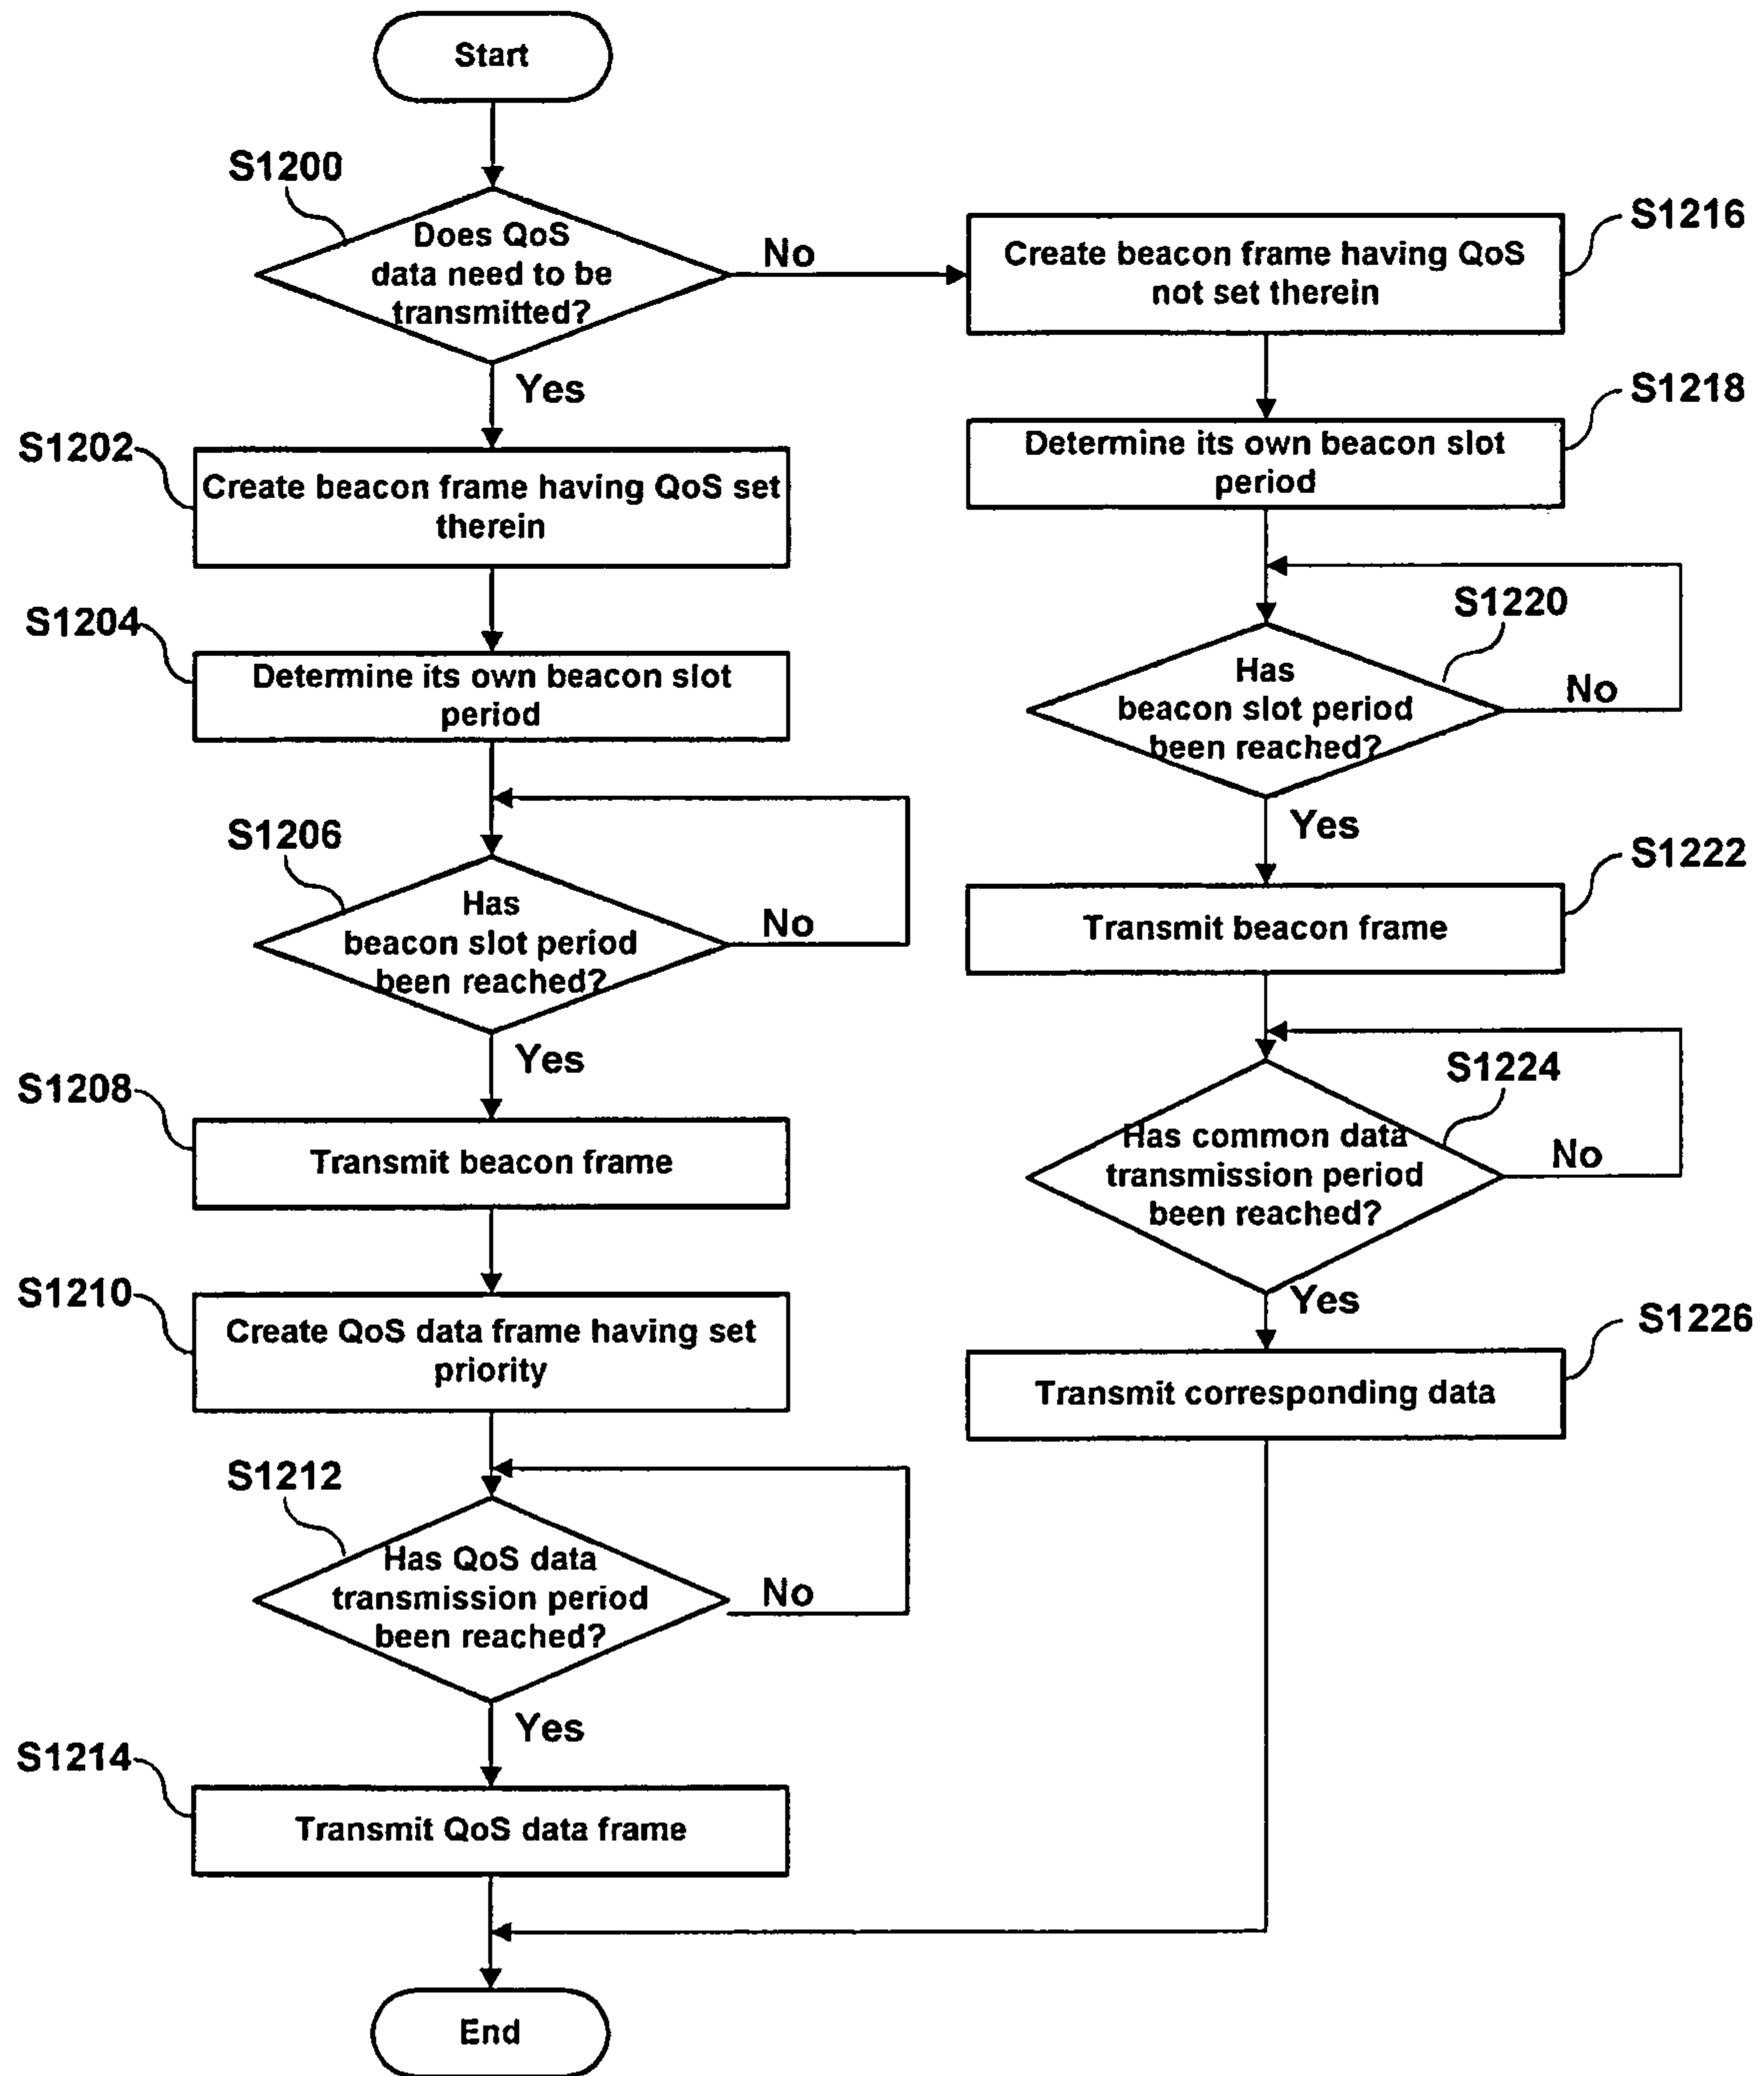 Start
S1200
Does QoS
data need to be
transmitted?
No
Yes
S1202
Create beacon frame having QoS set
therein
S1204
Determine its own beacon slot
period
S1206
Has
beacon slot period
been reached?
No
Yes
S1208
Transmit beacon frame
S1210
Create QoS data frame having set
priority
S1212
Has QoS data
transmission period
been reached?
No
Yes
S1214
Transmit QoS data frame
End
S1216
Create beacon frame having QoS
not set therein
S1218
Determine its own beacon slot
period
S1220
Has
beacon slot period
been reached?
No
Yes
S1222
Transmit beacon frame
S1224
Has common data
transmission period
been reached?
No
Yes
S1226
Transmit corresponding data